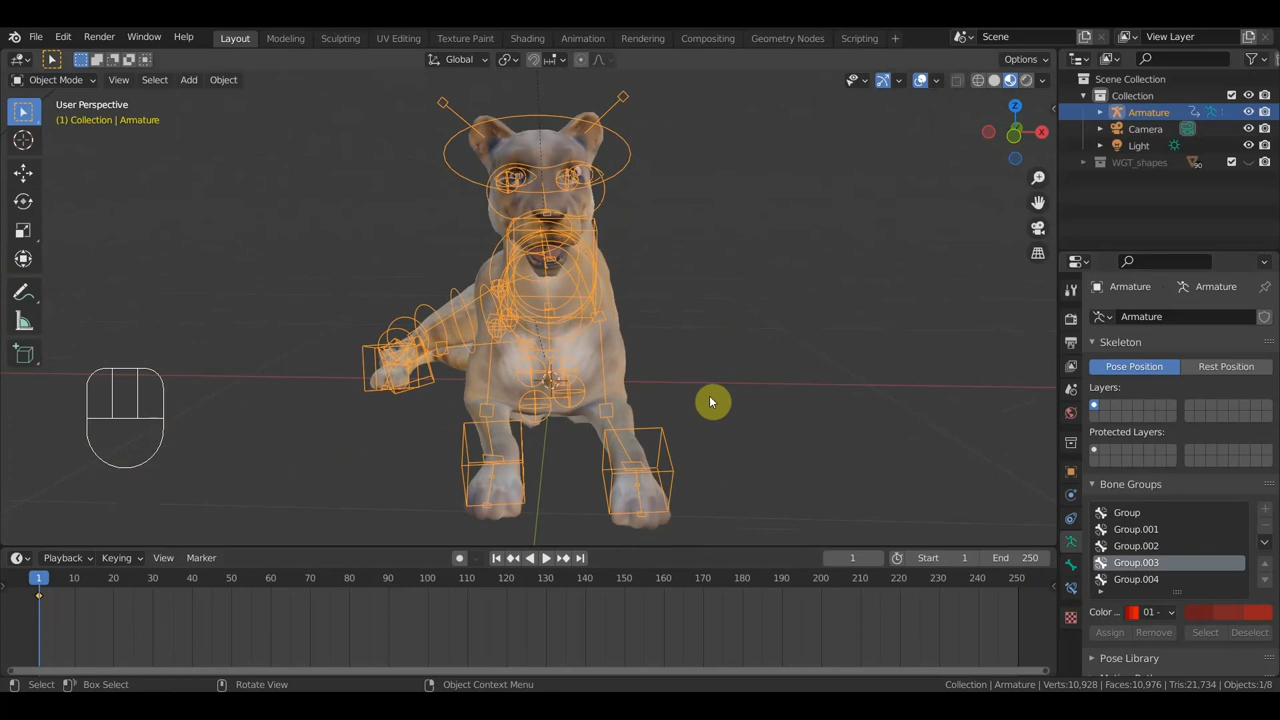 File Edit Render Window Help Layout Modeling Sculpting UV Editing Texture Paint Shading Animation Rendering Compositing Geometry Nodes Scripting + Scene View Layer
Global Options
Object Mode View Select Add Object
User Perspective
(1) Collection | Armature
X
Z
Scene Collection
Collection
Armature
Camera
Light
WGT_shapes 90
Armature Armature
Armature
Skeleton
Pose Position Rest Position
Layers:
Protected Layers:
Bone Groups
Group
Group.001
Group.002
Group.003
Group.004
Color ... 01 -
Assign Remove Select Deselect
Pose Library
Playback Keying View Marker 1 Start 1 End 250
1 10 20 30 40 50 60 70 80 90 100 110 120 130 140 150 160 170 180 190 200 210 220 230 240 250
Select Box Select Rotate View Object Context Menu Collection | Armature | Verts:10,928 | Faces:10,976 | Tris:21,734 | Objects:1/8